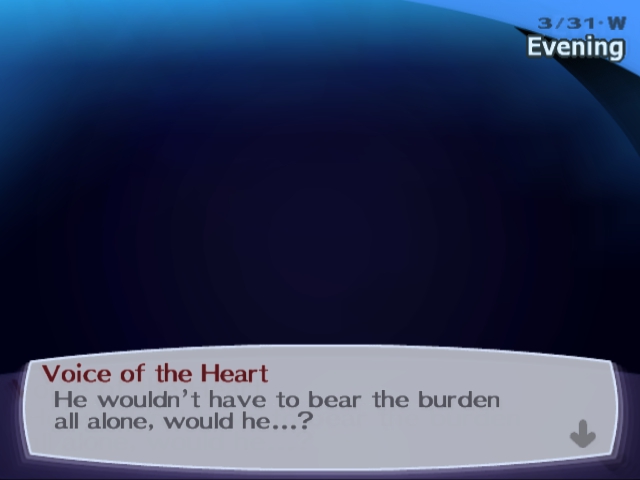 3/31·W
Evening
Voice of the Heart
He wouldn't have to bear the burden
all alone, would he...?